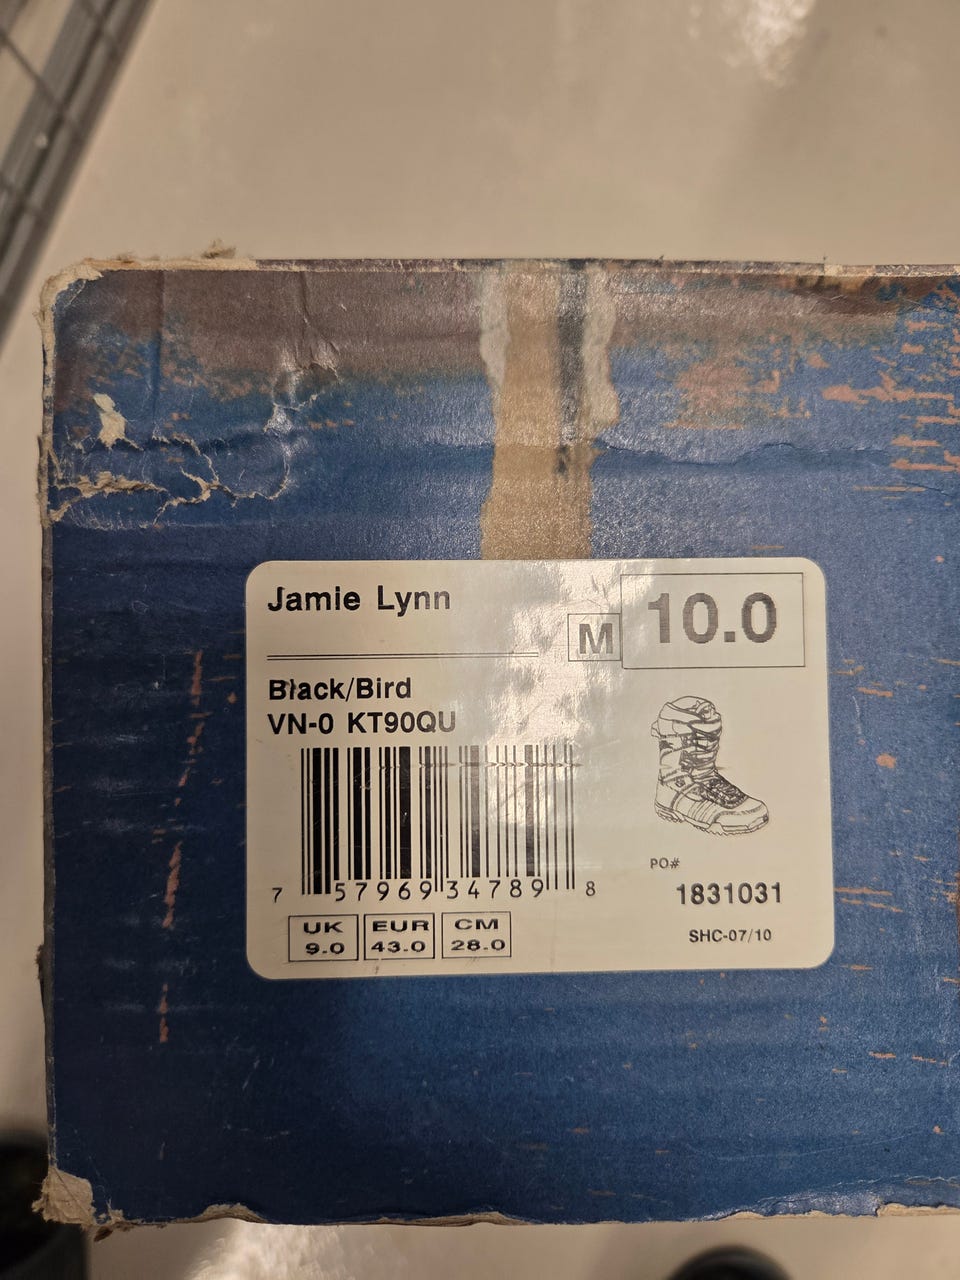 Jamie Lynn
M
10.0
Black/Bird
VN-0 KT90QU
7 57969 34789 8
PO#
1831031
SHC-07/10
UK EUR CM
9.0 43.0 28.0